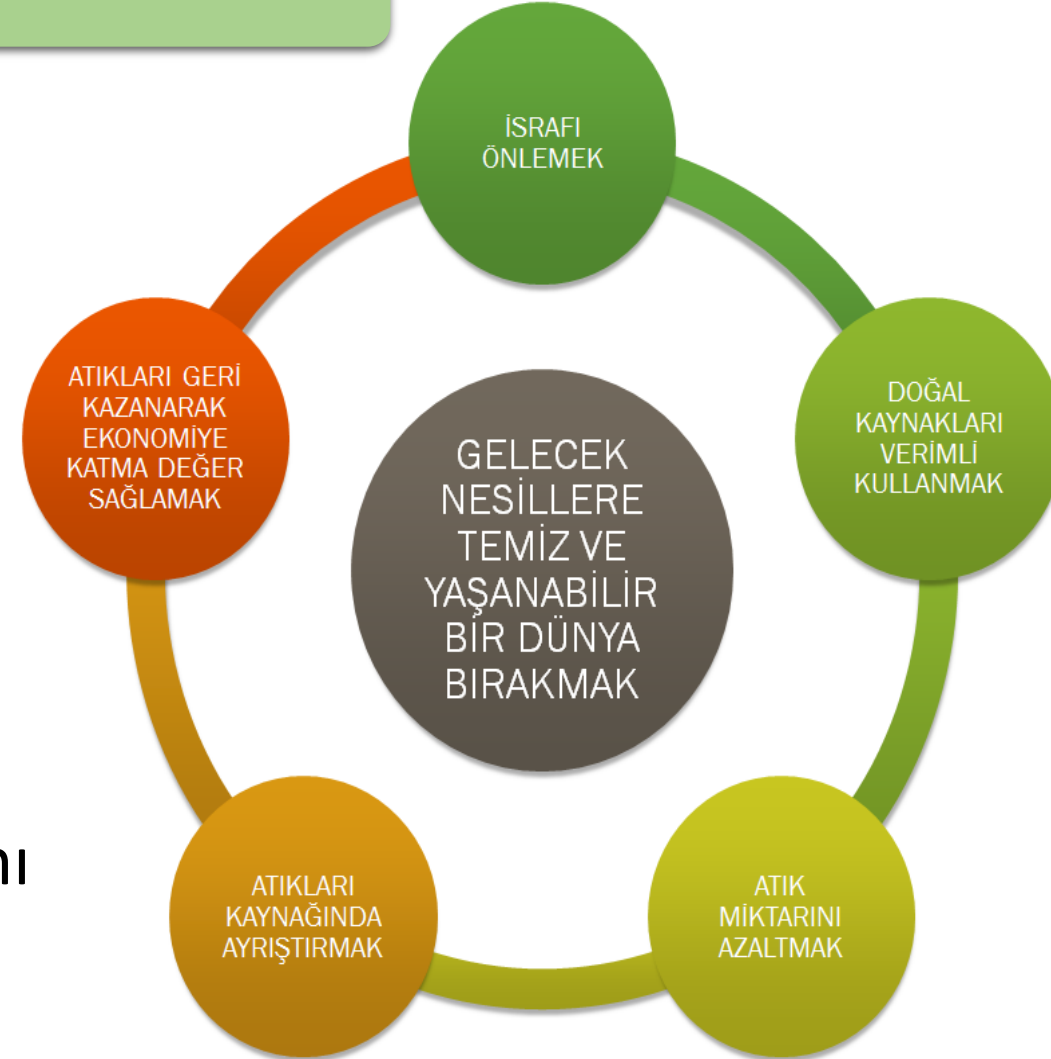 İSRAFI
ÖNLEMEK
DOĞAL
KAYNAKLARI
VERİMLİ
KULLANMAK
ATIK
MİKTARINI
AZALTMAK
ATIKLARI
KAYNAĞINDA
AYRIŞTIRMAK
ATIKLARI GERİ
KAZANARAK
EKONOMİYE
KATMA DEĞER
SAĞLAMAK
GELECEK
NESİLLERE
TEMİZ VE
YAŞANABİLİR
BİR DÜNYA
BIRAKMAK